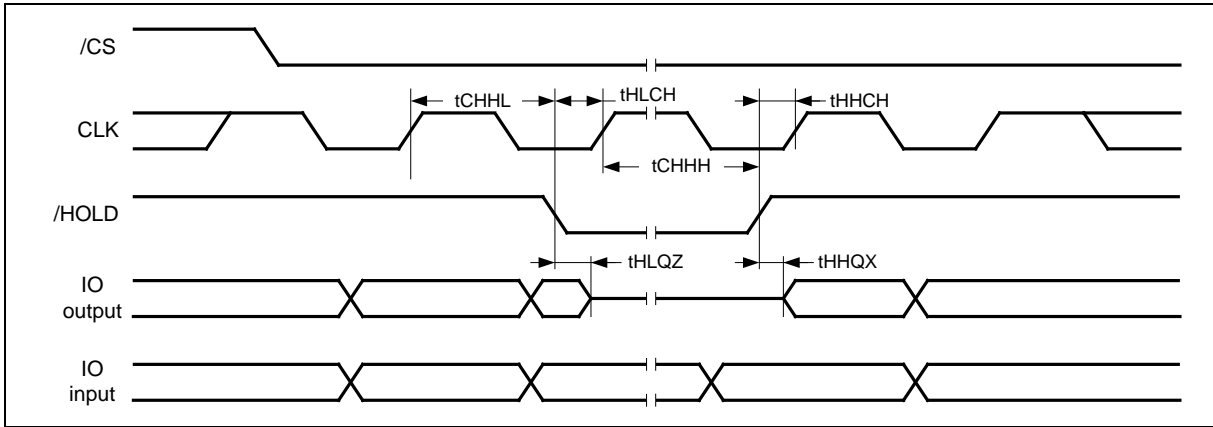 /CS
tCHHL
tHLCH
tHHCH
CLK
tCHHH
/HOLD
tHLQZ
tHHQX
IO
output
IO
input